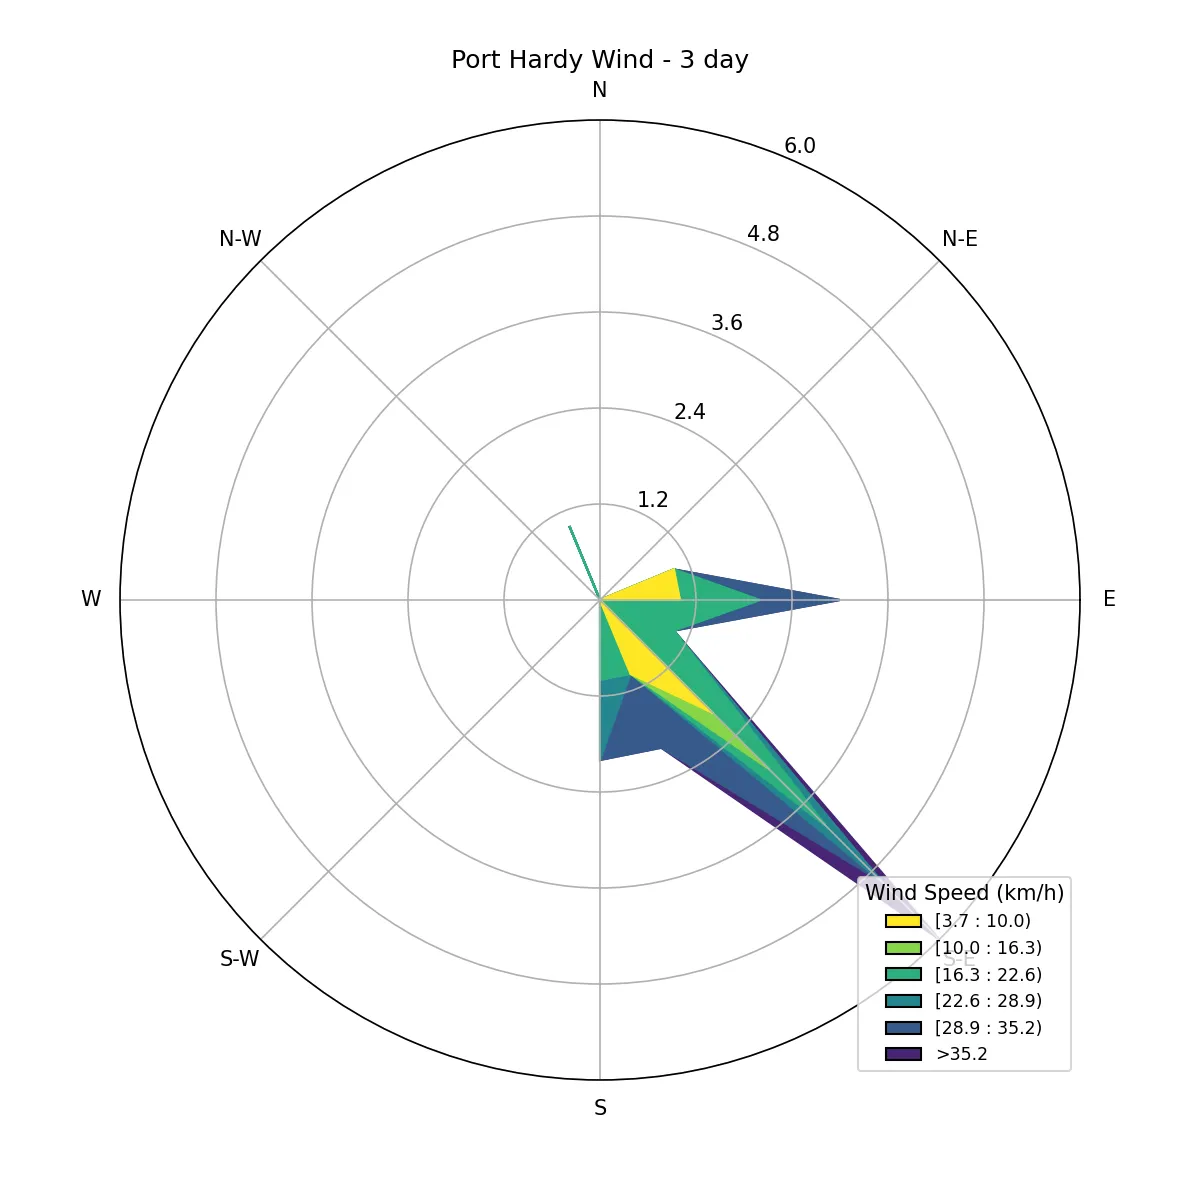 Port Hardy Wind - 3 day
N
6.0
N-W
N-E
4.8
3.6
2.4
1.2
W
E
Wind Speed (km/h)
[3.7 : 10.0)
[10.0 : 16.3)
S-W
S-E
[16.3 : 22.6)
[22.6 : 28.9)
[28.9 : 35.2)
>35.2
S